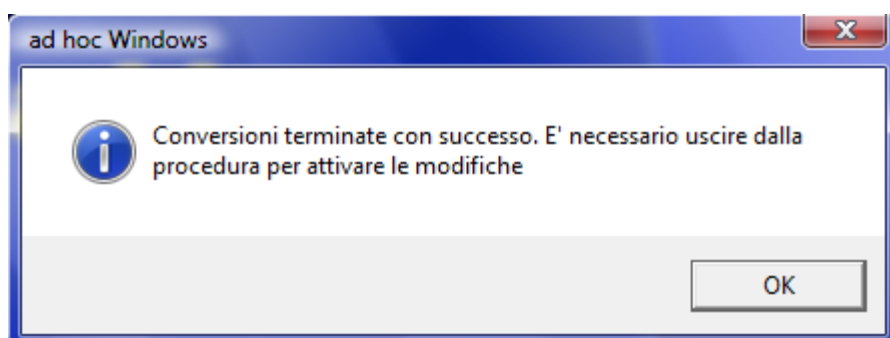 ad hoc Windows
Conversioni terminate con successo. E' necessario uscire dalla
procedura per attivare le modifiche
OK